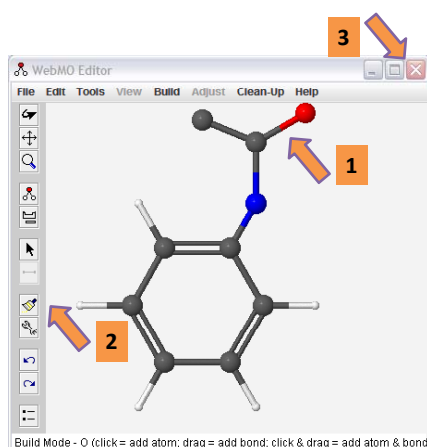 3
WebMO Editor
File Edit Tools View Build Adjust Clean-Up Help
1
2
Build Mode - O (click = add atom; drag = add bond; click & drag = add atom & bond